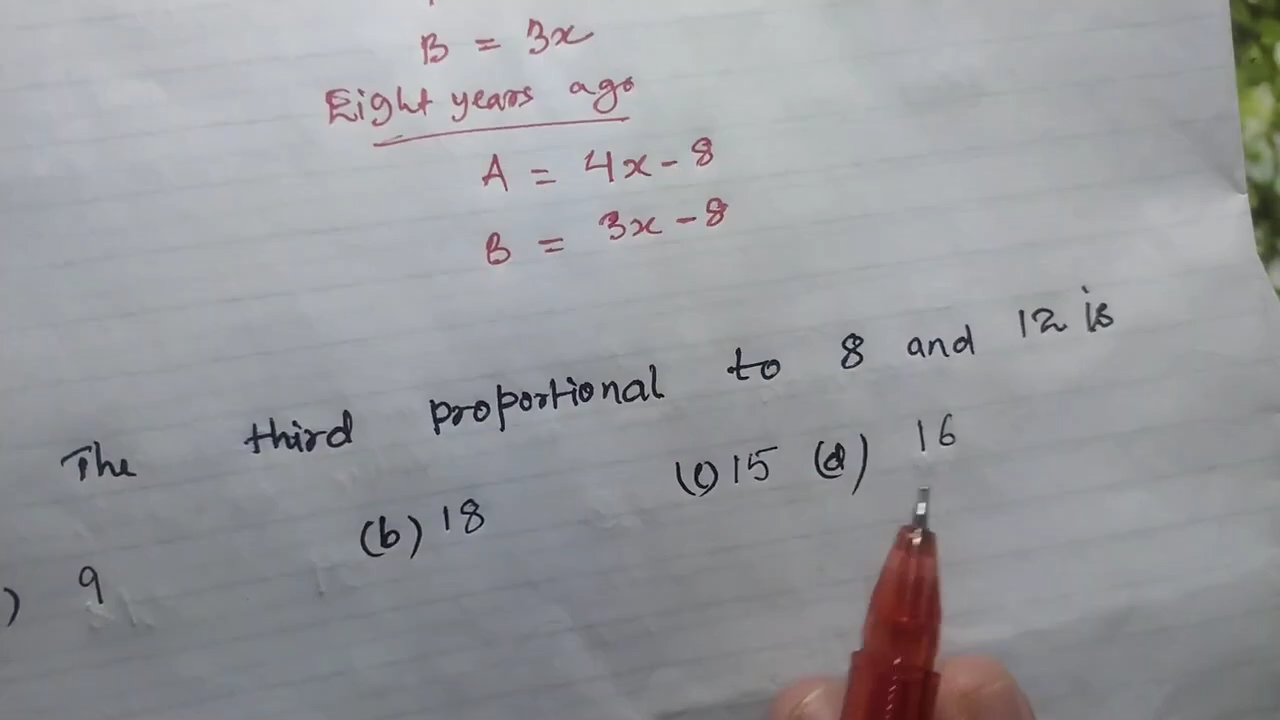 B = 3x
Eight years ago
A = 4x - 8
B = 3x - 8
The third proportional to 8 and 12 is
) 9 (b) 18 (c) 15 (d) 16